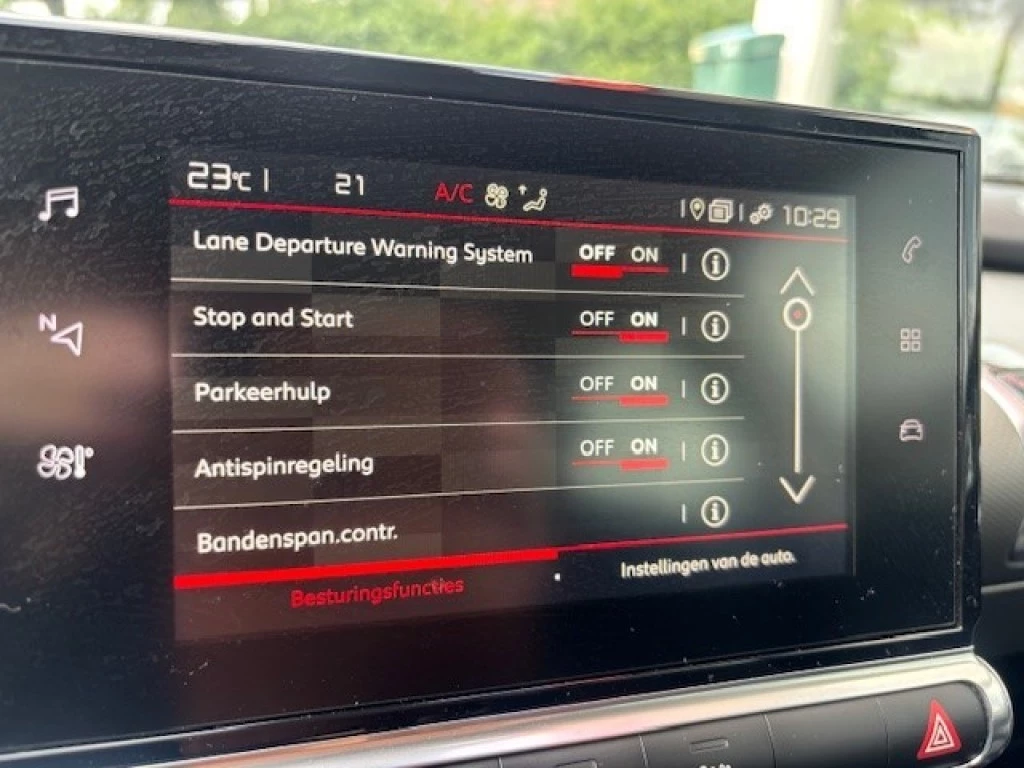 23°C | 21 A/C 10:29
Lane Departure Warning System OFF ON
Stop and Start OFF ON
N
Parkeerhulp OFF ON
Antispinregeling OFF ON
Bandenspan.contr.
Besturingsfuncties Instellingen van de auto.